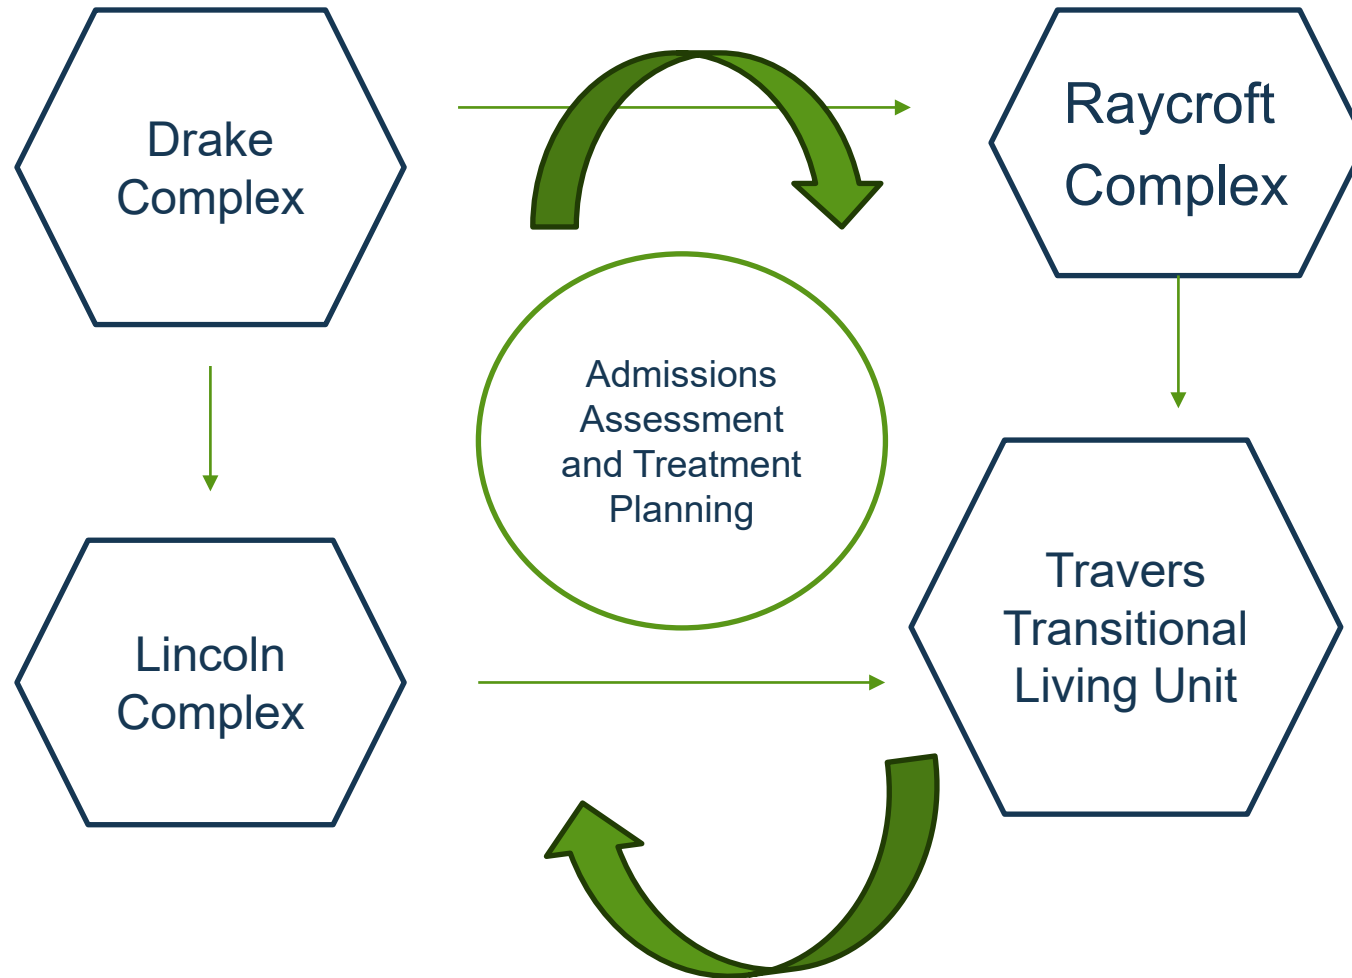 Drake
Complex
Raycroft
Complex
Admissions
Assessment
and Treatment
Planning
Lincoln
Complex
Travers
Transitional
Living Unit